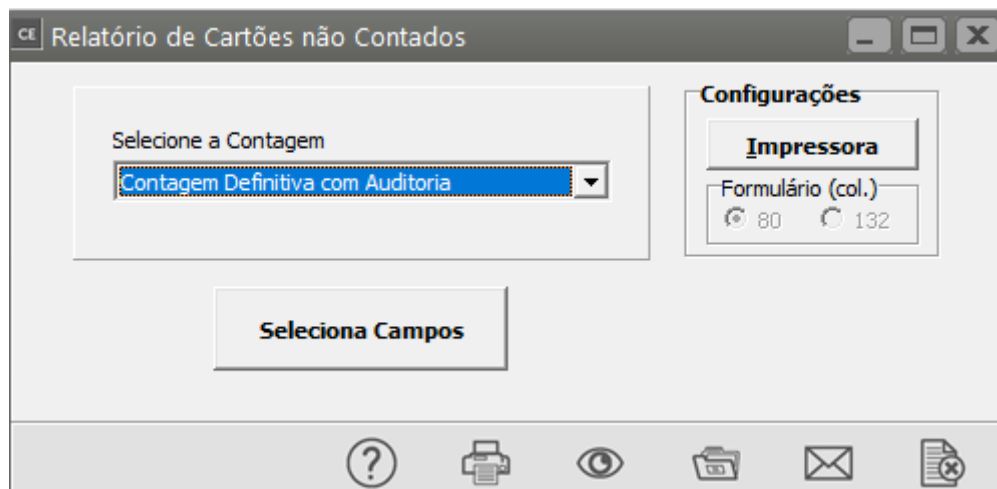 CE Relatório de Cartões não Contados
Selecione a Contagem
Contagem Definitiva com Auditoria
Configurações
Impressora
Formulário (col.)
80 132
Seleciona Campos
?